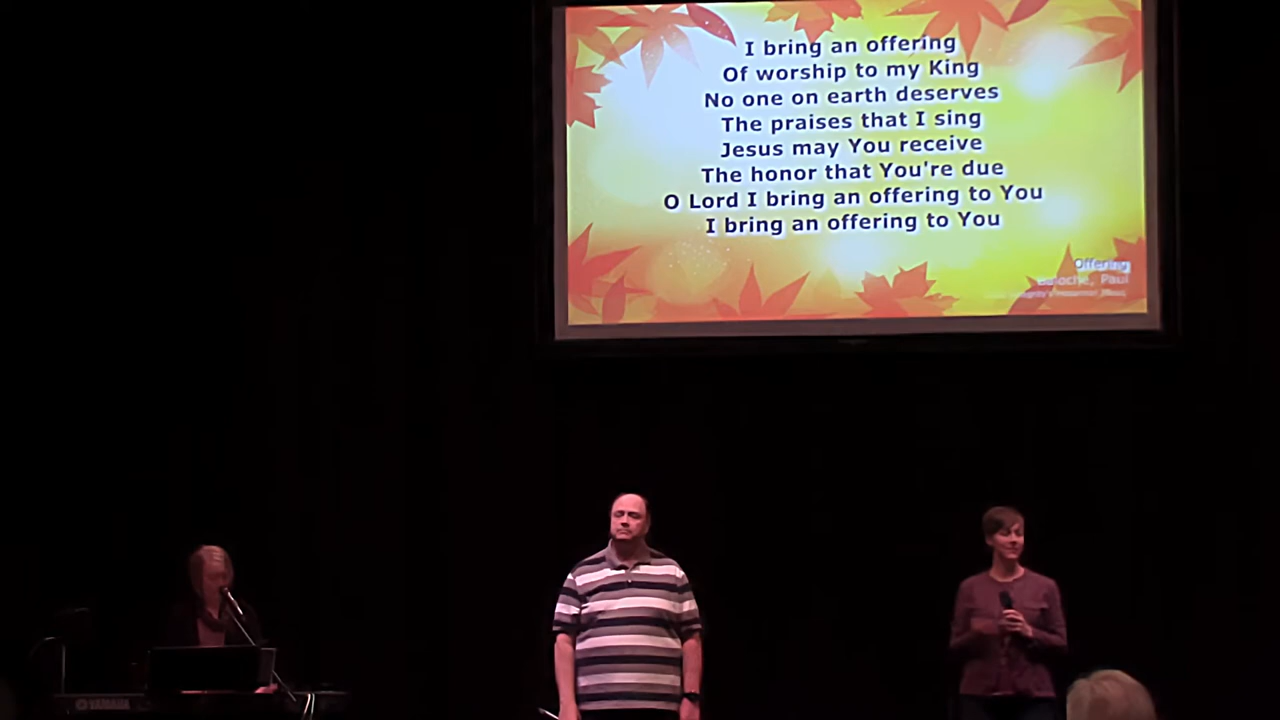 I bring an offering
Of worship to my King
No one on earth deserves
The praises that I sing
Jesus may You receive
The honor that You're due
O Lord I bring an offering to You
I bring an offering to You
Offering
Baloche, Paul
YAMAHA